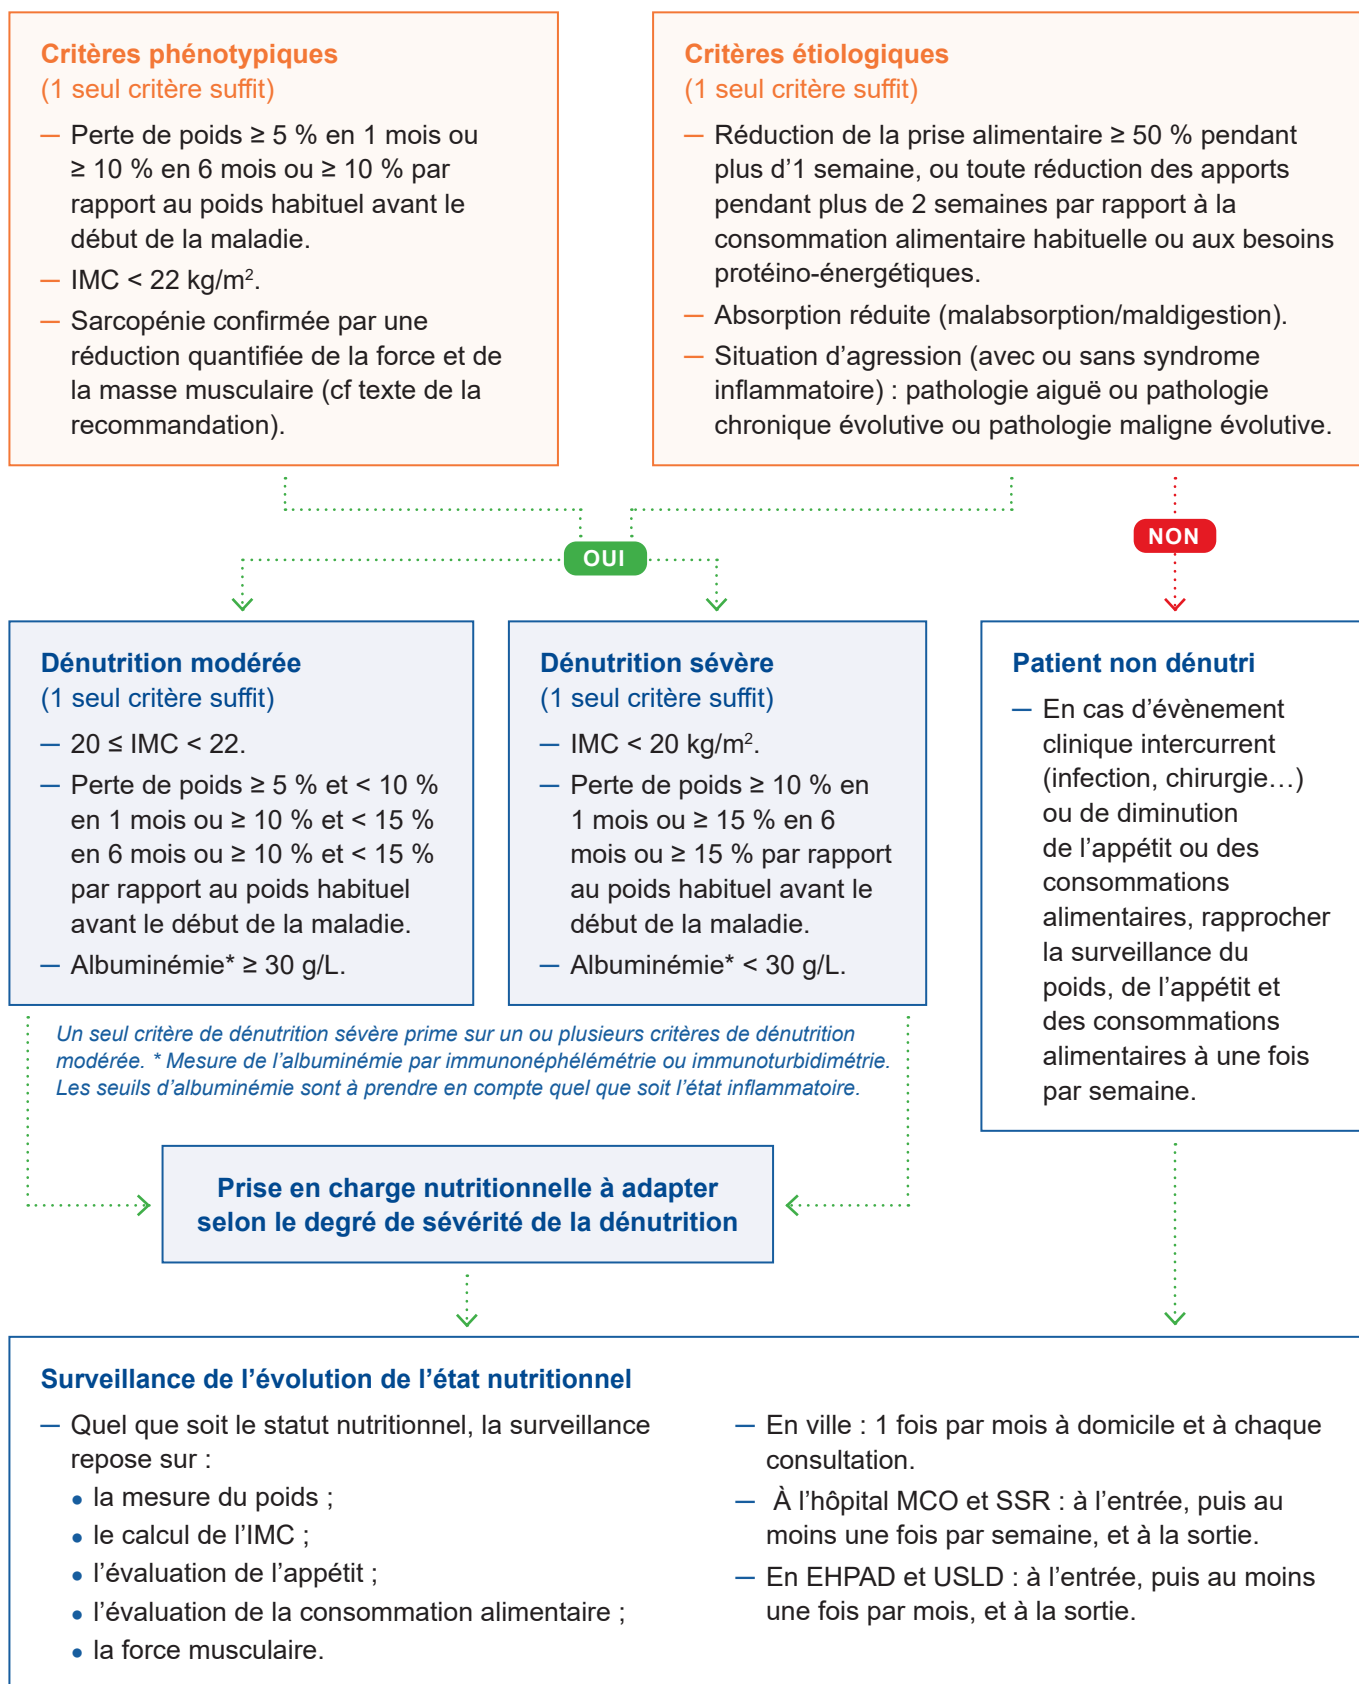 Critères phénotypiques
(1 seul critère suffit)
— Perte de poids ≥ 5 % en 1 mois ou
≥ 10 % en 6 mois ou ≥ 10 % par
rapport au poids habituel avant le
début de la maladie.
— IMC < 22 kg/m².
— Sarcopénie confirmée par une
réduction quantifiée de la force et de
la masse musculaire (cf texte de la
recommandation).
Critères étiologiques
(1 seul critère suffit)
— Réduction de la prise alimentaire ≥ 50 % pendant
plus d’1 semaine, ou toute réduction des apports
pendant plus de 2 semaines par rapport à la
consommation alimentaire habituelle ou aux besoins
protéino-énergétiques.
— Absorption réduite (malabsorption/maldigestion).
— Situation d’agression (avec ou sans syndrome
inflammatoire) : pathologie aiguë ou pathologie
chronique évolutive ou pathologie maligne évolutive.
OUI
NON
Dénutrition modérée
(1 seul critère suffit)
— 20 ≤ IMC < 22.
— Perte de poids ≥ 5 % et < 10 %
en 1 mois ou ≥ 10 % et < 15 %
en 6 mois ou ≥ 10 % et < 15 %
par rapport au poids habituel
avant le début de la maladie.
— Albuminémie* ≥ 30 g/L.
Dénutrition sévère
(1 seul critère suffit)
— IMC < 20 kg/m².
— Perte de poids ≥ 10 % en
1 mois ou ≥ 15 % en 6
mois ou ≥ 15 % par rapport
au poids habituel avant le
début de la maladie.
— Albuminémie* < 30 g/L.
Patient non dénutri
— En cas d’évènement
clinique intercurrent
(infection, chirurgie…)
ou de diminution
de l’appétit ou des
consommations
alimentaires, rapprocher
la surveillance du
poids, de l’appétit et
des consommations
alimentaires à une fois
par semaine.
Un seul critère de dénutrition sévère prime sur un ou plusieurs critères de dénutrition
modérée. * Mesure de l’albuminémie par immunonéphélémétrie ou immunoturbidimétrie.
Les seuils d’albuminémie sont à prendre en compte quel que soit l’état inflammatoire.
Prise en charge nutritionnelle à adapter
selon le degré de sévérité de la dénutrition
Surveillance de l’évolution de l’état nutritionnel
— Quel que soit le statut nutritionnel, la surveillance
repose sur :
• la mesure du poids ;
• le calcul de l’IMC ;
• l’évaluation de l’appétit ;
• l’évaluation de la consommation alimentaire ;
• la force musculaire.
— En ville : 1 fois par mois à domicile et à chaque
consultation.
— À l’hôpital MCO et SSR : à l’entrée, puis au
moins une fois par semaine, et à la sortie.
— En EHPAD et USLD : à l’entrée, puis au moins
une fois par mois, et à la sortie.